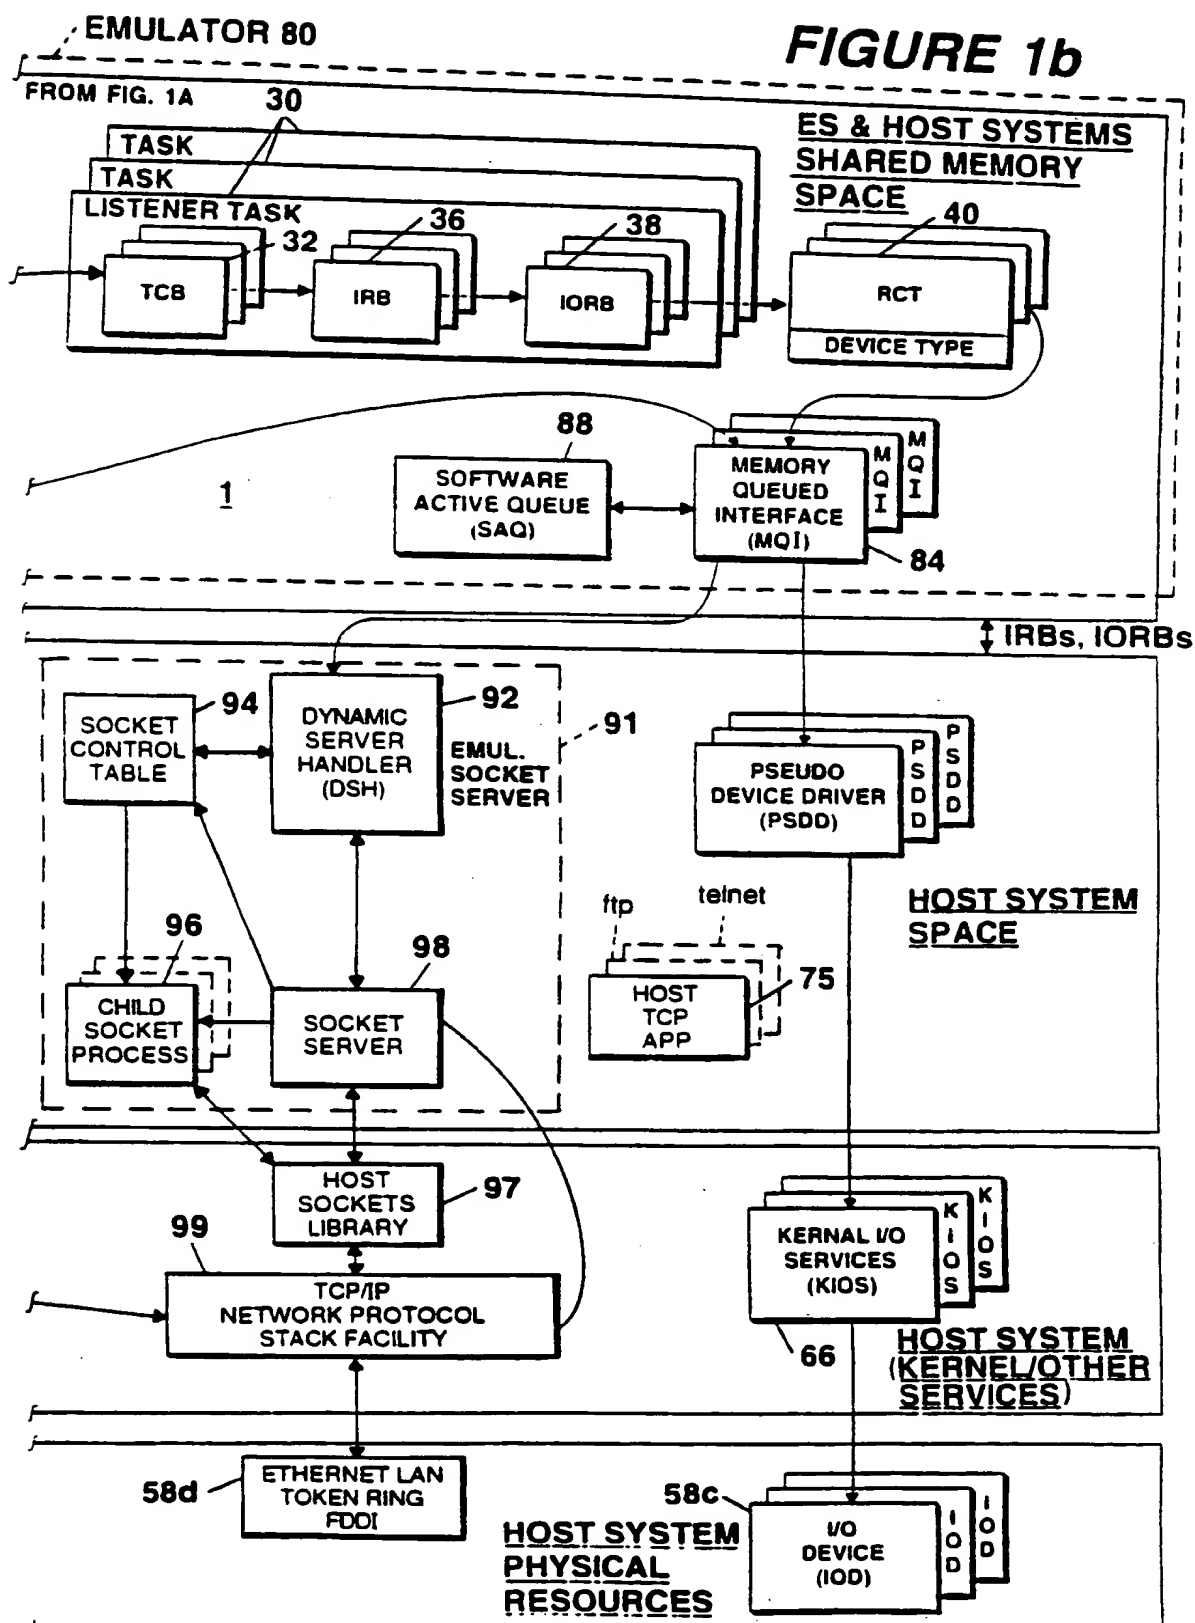 EMULATOR 80
FIGURE 1b
FROM FIG. 1A
30
TASK
TASK
LISTENER TASK
32
36
38
TCB
IRB
IORB
ES & HOST SYSTEMS
SHARED MEMORY
SPACE
40
RCT
DEVICE TYPE
88
SOFTWARE
ACTIVE QUEUE
(SAQ)
1
MEMORY
QUEUED
INTERFACE
(MQI)
MQI
MQI
84
IRBs, IORBs
94
SOCKET
CONTROL
TABLE
92
DYNAMIC
SERVER
HANDLER
(DSH)
EMUL.
SOCKET
SERVER
91
PSEUDO
DEVICE DRIVER
(PSDD)
PSDD
PSDD
HOST SYSTEM
SPACE
ftp
telnet
75
HOST
TCP
APP
96
CHILD
SOCKET
PROCESS
98
SOCKET
SERVER
HOST
SOCKETS
LIBRARY
97
99
TCP/IP
NETWORK PROTOCOL
STACK FACILITY
KERNAL I/O
SERVICES
(KIOS)
KIOS
KIOS
66
HOST SYSTEM
(KERNEL/OTHER
SERVICES)
58d
ETHERNET LAN
TOKEN RING
FDDI
58c
I/O
DEVICE
(IOD)
IOD
IOD
HOST SYSTEM
PHYSICAL
RESOURCES